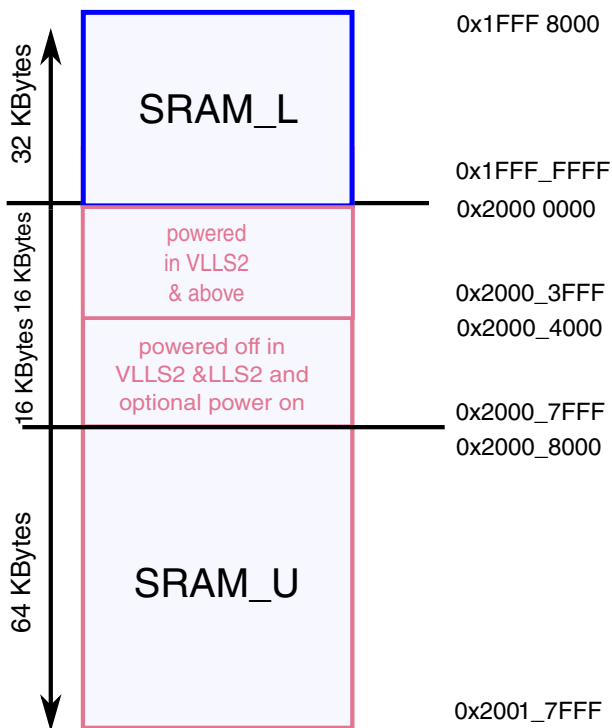 0x1FFF 8000
32 KBytes
SRAM_L
0x1FFF_FFFF
0x2000 0000
16 KBytes
powered
in VLLS2
& above
0x2000_3FFF
0x2000_4000
16 KBytes
powered off in
VLLS2 &LLS2 and
optional power on
0x2000_7FFF
0x2000_8000
64 KBytes
SRAM_U
0x2001_7FFF